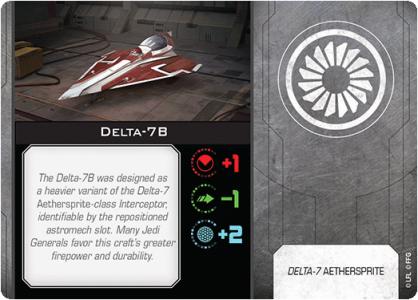 DELTA-7B
The Delta-7B was designed as
a heavier variant of the Delta-7
Aethersprite-class Interceptor,
identifiable by the repositioned
astromech slot. Many Jedi
Generals favor this craft's greater
firepower and durability.
+1
-1
+2
DELTA-7 AETHERSPRITE
© LFL © FFG